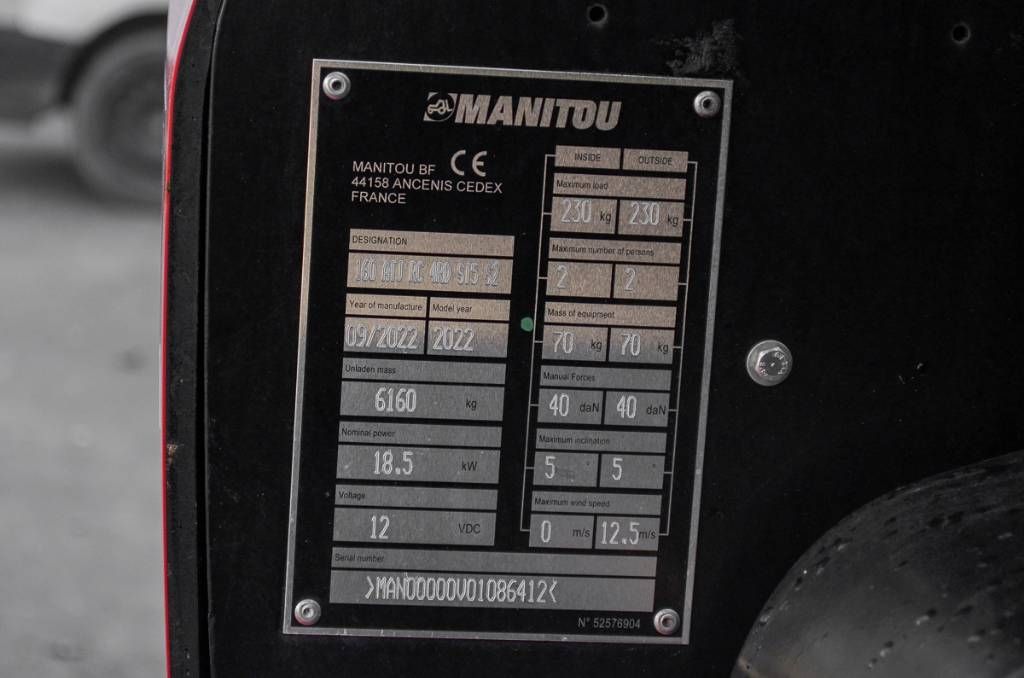 MANITOU
MANITOU BF CE
44158 ANCENIS CEDEX
FRANCE
DESIGNATION
160 ATJ RC 4RD S15 S2
Year of manufacture Model year
09/2022 2022
Unladen mass
6160 kg
Nominal power
18.5 kW
Voltage
12 VDC
INSIDE OUTSIDE
Maximum load
230 kg 230 kg
Maximum number of persons
2 2
Mass of equipment
70 kg 70 kg
Manual Forces
40 daN 40 daN
Maximum inclination
5 5
Maximum wind speed
0 m/s 12.5 m/s
Serial number
>MAN00000V01086412<
N° 52576904